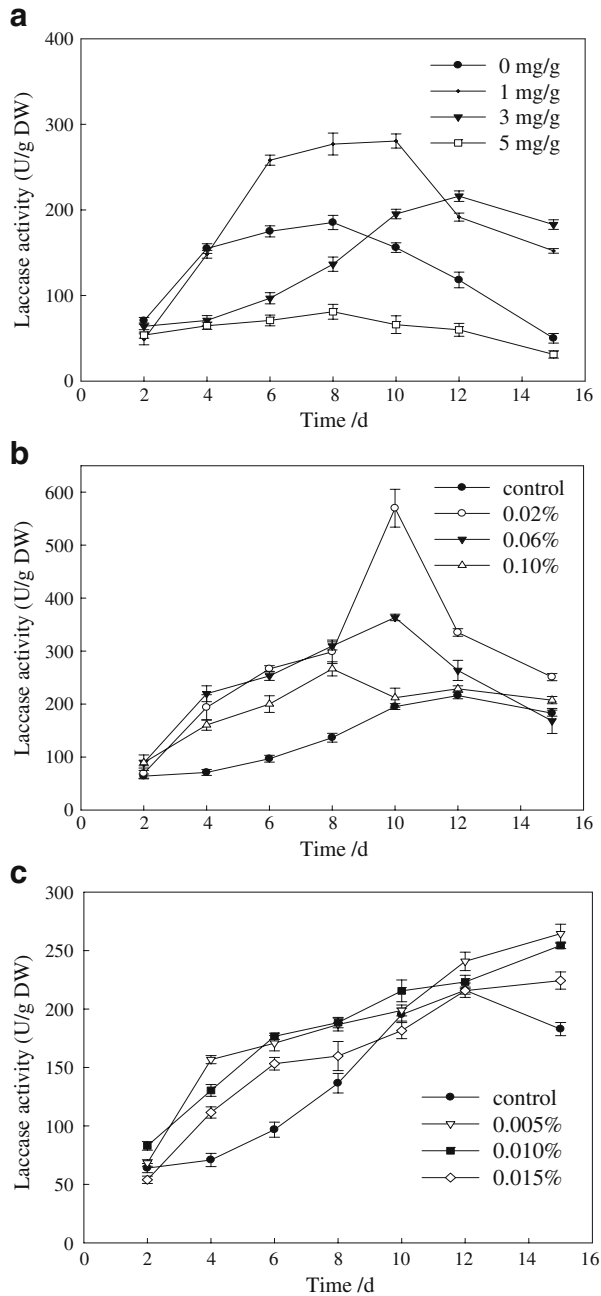 a
400
300
200
100
0
Laccase activity (U/g DW)
0 mg/g
1 mg/g
3 mg/g
5 mg/g
0 2 4 6 8 10 12 14 16
Time /d
b
600
500
400
300
200
100
0
Laccase activity (U/g DW)
control
0.02%
0.06%
0.10%
0 2 4 6 8 10 12 14 16
Time /d
c
300
250
200
150
100
50
0
Laccase activity (U/g DW)
control
0.005%
0.010%
0.015%
0 2 4 6 8 10 12 14 16
Time /d